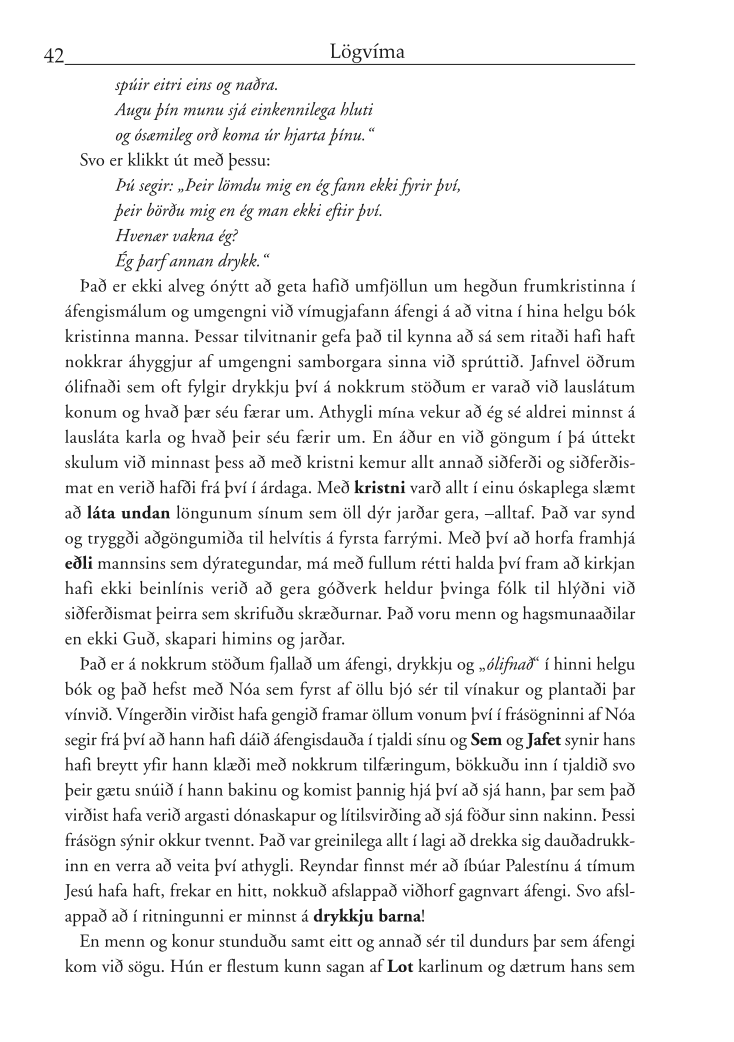 42
Lögvíma
spúir eitri eins og naðra.
Augu þín munu sjá einkennilega hluti
og ósæmileg orð koma úr hjarta þínu.“
Svo er klikkt út með þessu:
Þú segir: „Þeir lömdu mig en ég fann ekki fyrir því,
þeir börðu mig en ég man ekki eftir því.
Hvenær vakna ég?
Ég þarf annan drykk.“
Það er ekki alveg ónýtt að geta hafið umfjöllun um hegðun frumkristinna í
áfengismálum og umgengni við vímugjafann áfengi á að vitna í hina helgu bók
kristinna manna. Þessar tilvitnanir gefa það til kynna að sá sem ritaði hafi haft
nokkrar áhyggjur af umgengni samborgara sinna við sprúttið. Jafnvel öðrum
ólifnaði sem oft fylgir drykkju því á nokkrum stöðum er varað við lauslátum
konum og hvað þær séu færar um. Athygli mína vekur að ég sé aldrei minnst á
lausláta karla og hvað þeir séu færir um. En áður en við göngum í þá úttekt
skulum við minnast þess að með kristni kemur allt annað siðferði og siðferðis-
mat en verið hafði frá því í árdaga. Með kristni varð allt í einu óskaplega slæmt
að láta undan löngunum sínum sem öll dýr jarðar gera, –alltaf. Það var synd
og tryggði aðgöngumiða til helvítis á fyrsta farrými. Með því að horfa framhjá
eðli mannsins sem dýrategundar, má með fullum rétti halda því fram að kirkjan
hafi ekki beinlínis verið að gera góðverk heldur þvinga fólk til hlýðni við
siðferðismat þeirra sem skrifuðu skræðurnar. Það voru menn og hagsmunaaðilar
en ekki Guð, skapari himins og jarðar.
Það er á nokkrum stöðum fjallað um áfengi, drykkju og „ólifnað“ í hinni helgu
bók og það hefst með Nóa sem fyrst af öllu bjó sér til vínakur og plantaði þar
vínvið. Víngerðin virðist hafa gengið framar öllum vonum því í frásögninni af Nóa
segir frá því að hann hafi dáið áfengisdauða í tjaldi sínu og Sem og Jafet synir hans
hafi breytt yfir hann klæði með nokkrum tilfæringum, bökkuðu inn í tjaldið svo
þeir gætu snúið í hann bakinu og komist þannig hjá því að sjá hann, þar sem það
virðist hafa verið argasti dónaskapur og lítilsvirðing að sjá föður sinn nakinn. Þessi
frásögn sýnir okkur tvennt. Það var greinilega allt í lagi að drekka sig dauðadrukk-
inn en verra að veita því athygli. Reyndar finnst mér að íbúar Palestínu á tímum
Jesú hafa haft, frekar en hitt, nokkuð afslappað viðhorf gagnvart áfengi. Svo afsl-
appað að í ritningunni er minnst á drykkju barna!
En menn og konur stunduðu samt eitt og annað sér til dundurs þar sem áfengi
kom við sögu. Hún er flestum kunn sagan af Lot karlinum og dætrum hans sem